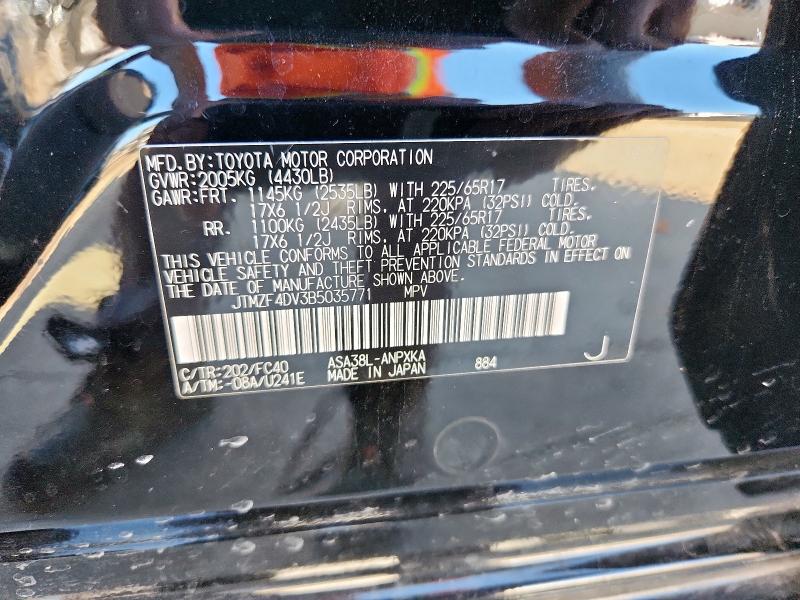 MFD.BY:TOYOTA MOTOR CORPORATION
GVWR:2005KG (4430LB)
GAWR:FRT. 1145KG (2535LB) WITH 225/65R17 TIRES,
17X6 1/2J RIMS, AT 220KPA (32PSI) COLD.
RR. 1100KG (2435LB) WITH 225/65R17 TIRES,
17X6 1/2J RIMS, AT 220KPA (32PSI) COLD.
THIS VEHICLE CONFORMS TO ALL APPLICABLE FEDERAL MOTOR
VEHICLE SAFETY AND THEFT PREVENTION STANDARDS IN EFFECT ON
THE DATE OF MANUFACTURE SHOWN ABOVE.
JTMZF4DV3B5035771 MPV
C/TR:202/FC40 ASA38L-ANPXKA 884 J
A/TM:-08A/U241E MADE IN JAPAN